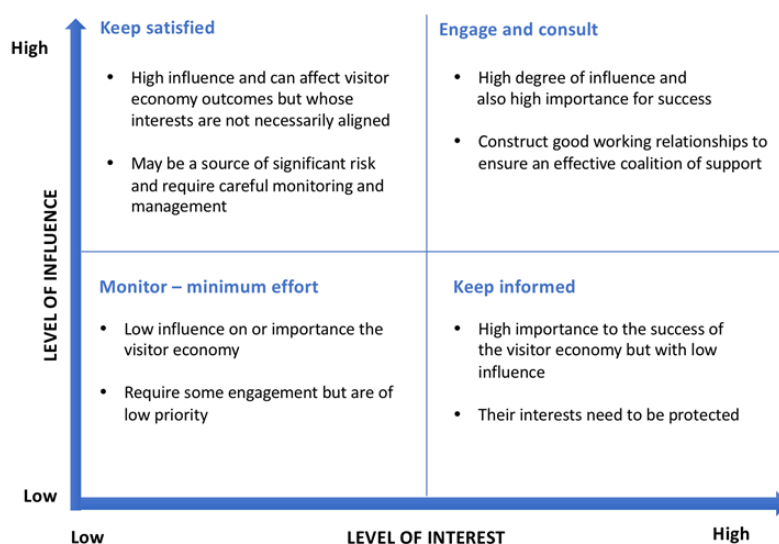 Keep satisfied
High
• High influence and can affect visitor
economy outcomes but whose
interests are not necessarily aligned
• May be a source of significant risk
and require careful monitoring and
management
Engage and consult
• High degree of influence and
also high importance for success
• Construct good working relationships to
ensure an effective coalition of support
LEVEL OF INFLUENCE
Monitor – minimum effort
• Low influence on or importance the
visitor economy
• Require some engagement but are of
low priority
Keep informed
• High importance to the success of
the visitor economy but with low
influence
• Their interests need to be protected
Low
Low
LEVEL OF INTEREST
High